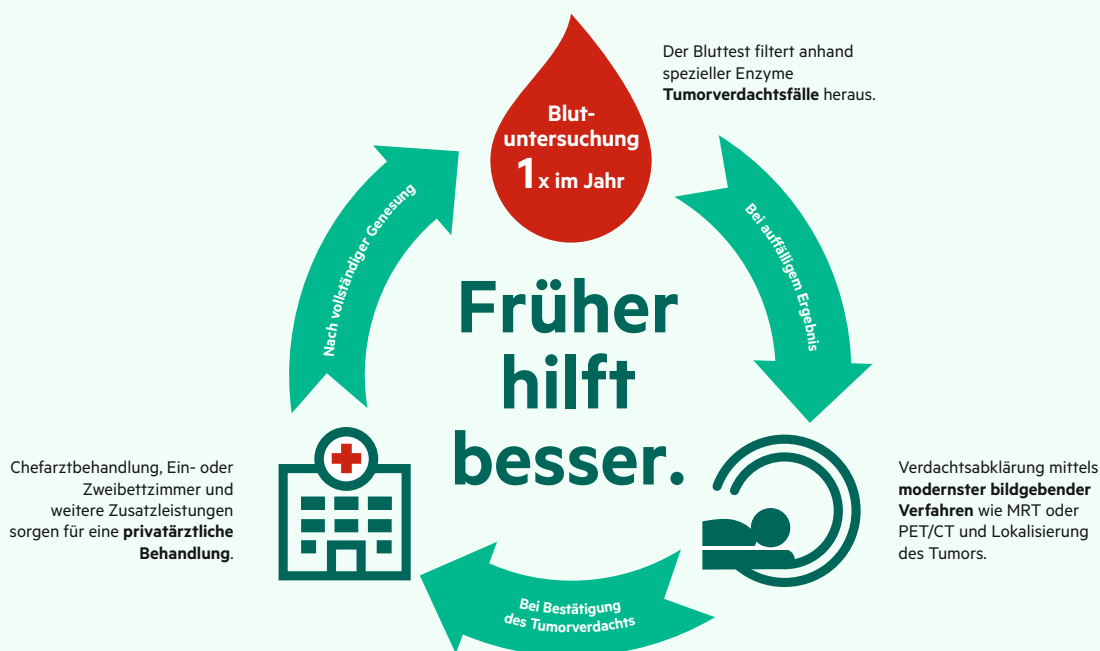 Der Bluttest filtert anhand
spezieller Enzyme
Tumorverdachtsfälle heraus.
Blut-
untersuchung
1x im Jahr
Bei auffälligem Ergebnis
Nach vollständiger Genesung
Früher
hilft
besser.
Chefarztbehandlung, Ein- oder
Zweibettzimmer und
weitere Zusatzleistungen
sorgen für eine privatärztliche
Behandlung.
Verdachtsabklärung mittels
modernster bildgebender
Verfahren wie MRT oder
PET/CT und Lokalisierung
des Tumors.
Bei Bestätigung
des Tumorverdachts